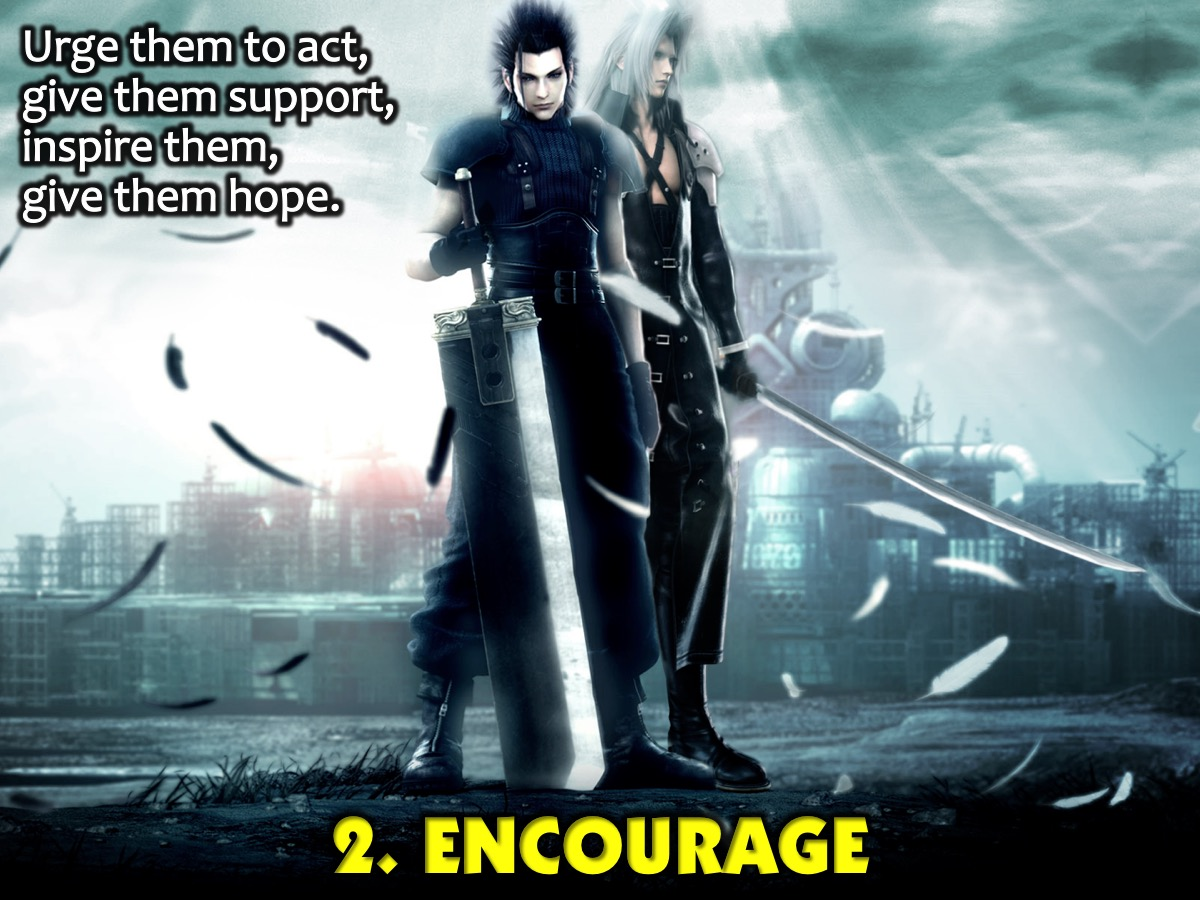 Urge them to act,
give them support,
inspire them,
give them hope.
2. ENCOURAGE